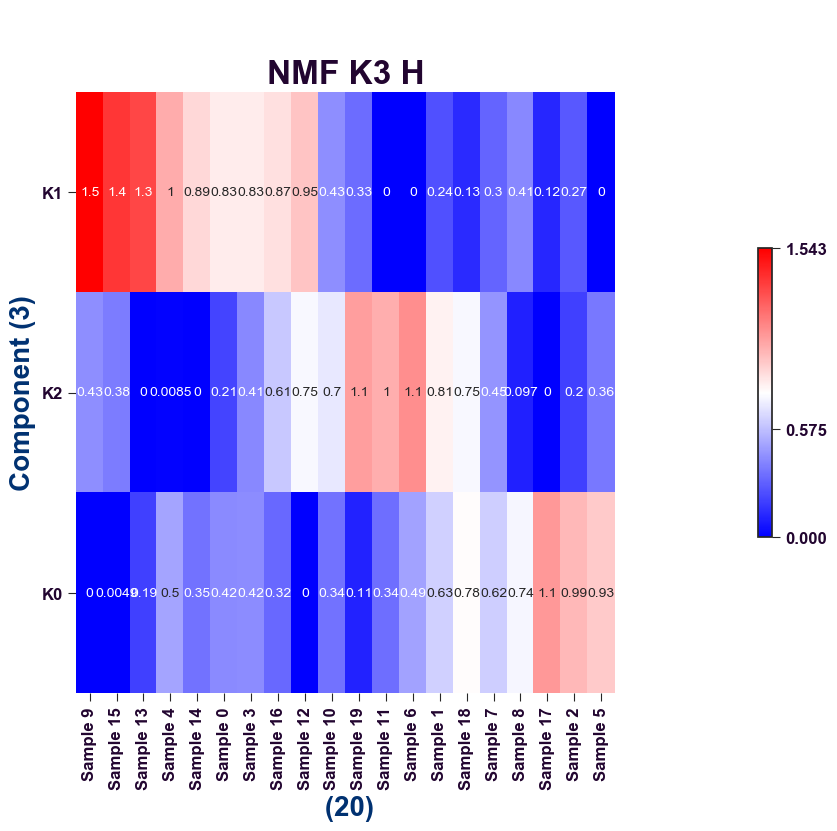 NMF K3 H
K1
1.5 1.4 1.3 1 0.89 0.83 0.83 0.87 0.95 0.43 0.33 0 0 0.24 0.13 0.3 0.41 0.12 0.27 0
1.543
Component (3)
K2
0.43 0.38 0 0.0085 0 0.21 0.41 0.61 0.75 0.7 1.1 1 1.1 0.81 0.75 0.45 0.097 0 0.2 0.36
0.575
0.000
K0
0 0.0049 0.19 0.5 0.35 0.42 0.42 0.32 0 0.34 0.11 0.34 0.49 0.63 0.78 0.62 0.74 1.1 0.99 0.93
Sample 9
Sample 15
Sample 13
Sample 4
Sample 14
Sample 0
Sample 3
Sample 16
Sample 12
Sample 10
Sample 19
Sample 11
Sample 6
Sample 1
Sample 18
Sample 7
Sample 8
Sample 17
Sample 2
Sample 5
(20)